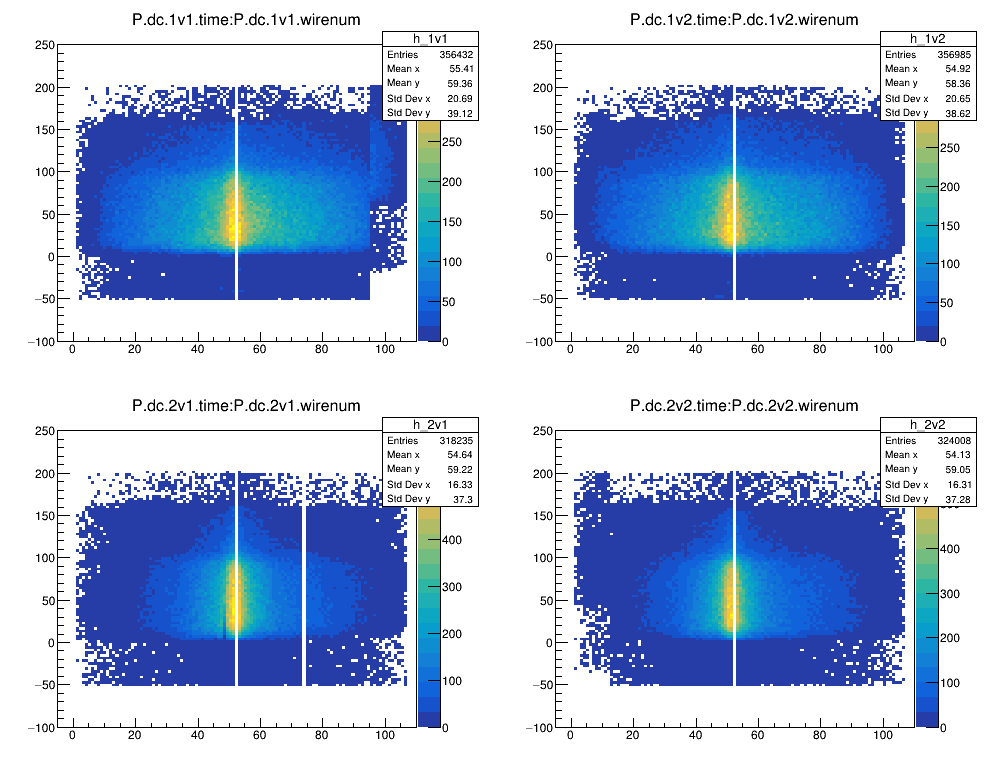 P.dc.1v1.time:P.dc.1v1.wirenum
h_1v1
Entries 356432
Mean x 55.41
Mean y 59.36
Std Dev x 20.69
Std Dev y 39.12
250
200
150
100
50
0
−50
−100
0 20 40 60 80 100
250
200
150
100
50
0
P.dc.1v2.time:P.dc.1v2.wirenum
h_1v2
Entries 356985
Mean x 54.92
Mean y 58.36
Std Dev x 20.65
Std Dev y 38.62
250
200
150
100
50
0
−50
−100
0 20 40 60 80 100
250
200
150
100
50
0
P.dc.2v1.time:P.dc.2v1.wirenum
h_2v1
Entries 318235
Mean x 54.64
Mean y 59.22
Std Dev x 16.33
Std Dev y 37.3
250
200
150
100
50
0
−50
−100
0 20 40 60 80 100
400
300
200
100
0
P.dc.2v2.time:P.dc.2v2.wirenum
h_2v2
Entries 324008
Mean x 54.13
Mean y 59.05
Std Dev x 16.31
Std Dev y 37.28
250
200
150
100
50
0
−50
−100
0 20 40 60 80 100
400
300
200
100
0